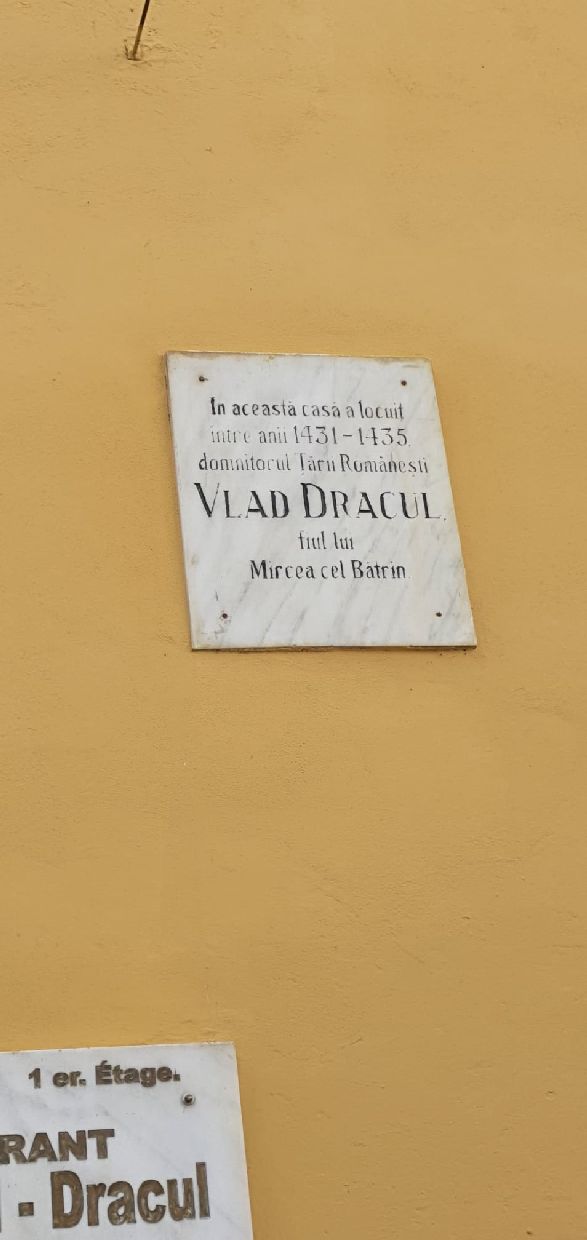 In această casă a locuit
între anii 1431-1435,
domnitorul Țării Românești
VLAD DRACUL,
fiul lui
Mircea cel Bătrîn.
1 er. Étage.
RANT
- Dracul